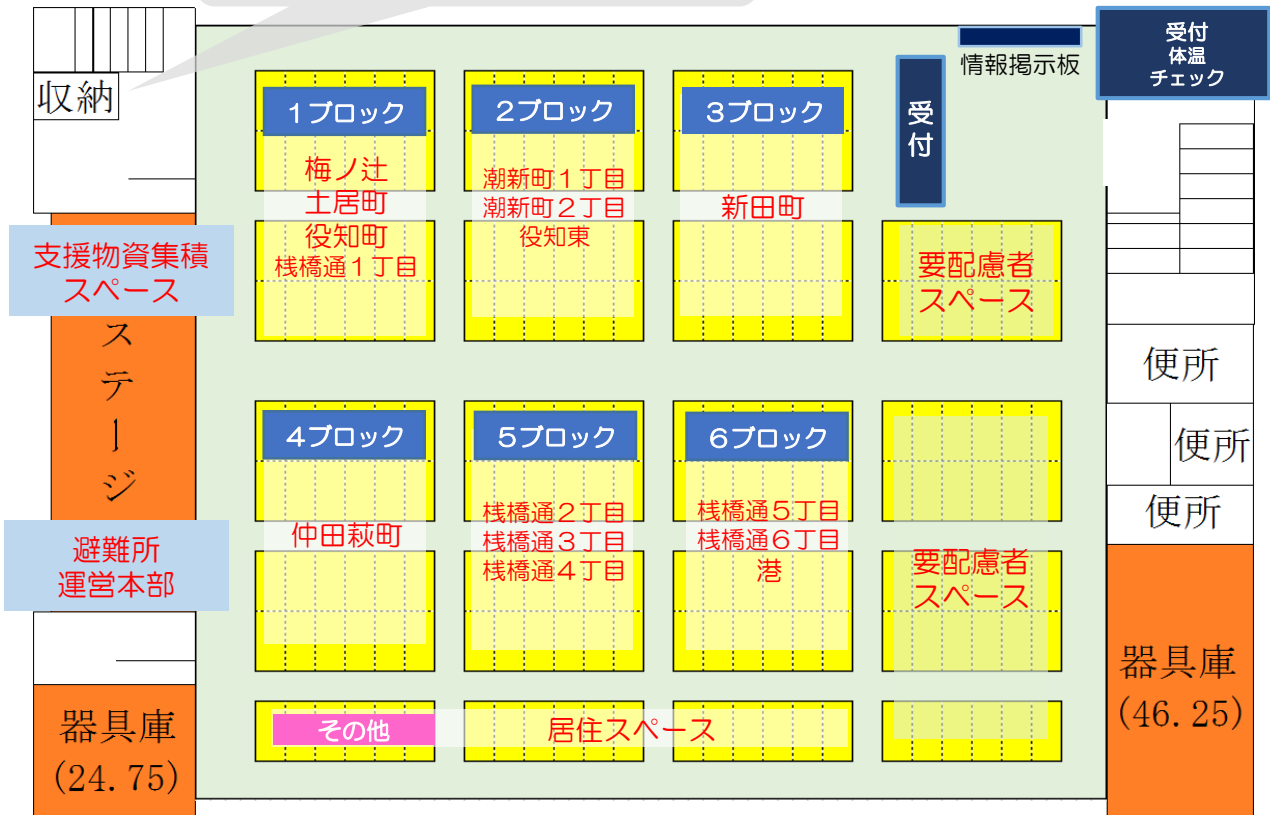 受付
体温
チェック
情報掲示板
受付
収納
1ブロック
梅ノ辻
土居町
役知町
桟橋通1丁目
2ブロック
潮新町1丁目
潮新町2丁目
役知東
3ブロック
新田町
要配慮者
スペース
支援物資集積
スペース
ステージ
避難所
運営本部
便所
便所
便所
4ブロック
仲田萩町
5ブロック
桟橋通2丁目
桟橋通3丁目
桟橋通4丁目
6ブロック
桟橋通5丁目
桟橋通6丁目
港
要配慮者
スペース
器具庫
(24.75)
その他
居住スペース
器具庫
(46.25)